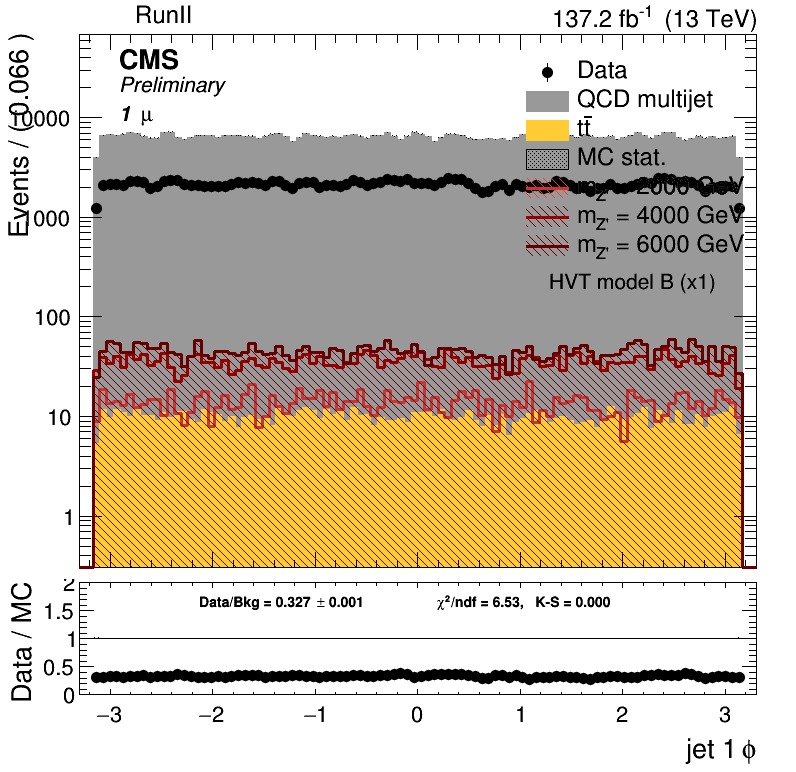 RunII
137.2 fb⁻¹ (13 TeV)
CMS
Preliminary
1 μ
Events / ( 0.066 )
10000
1000
100
10
1
Data
QCD multijet
tt̄
MC stat.
m_Z' = 2000 GeV
m_Z' = 4000 GeV
m_Z' = 6000 GeV
HVT model B (x1)
Data / MC
2
1.5
1
0.5
0
Data/Bkg = 0.327 ± 0.001
χ²/ndf = 6.53, K-S = 0.000
−3 −2 −1 0 1 2 3
jet 1 ϕ